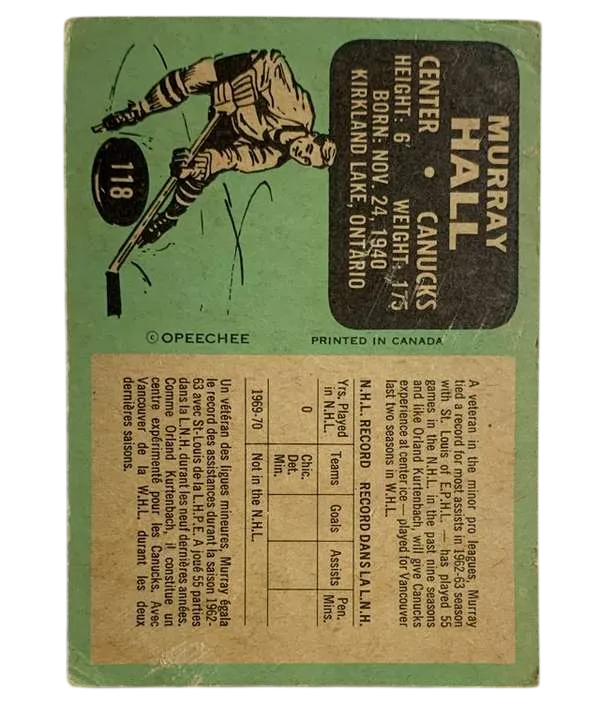 MURRAY
HALL
CENTER • CANUCKS
HEIGHT: 6' WEIGHT: 175
BORN: NOV. 24, 1940
KIRKLAND LAKE, ONTARIO
118
© OPEECHEE
PRINTED IN CANADA
A veteran in the minor pro leagues, Murray
tied a record for most assists in 1962-63 season
with St. Louis of E.P.H.L. — has played 55
games in the N.H.L. in the past nine seasons
and like Orland Kurtenbach, will give Canucks
experience at center ice — played for Vancouver
last two seasons in W.H.L.
N.H.L. RECORD RECORD DANS LA L.N.H.
Yrs. Played in N.H.L. Teams Goals Assists Pen. Mins.
0 Chic.
Det.
Min.
1969-70 Not in the N.H.L.
Un vétéran des ligues mineures, Murray égala
le record des assistances durant la saison 1962-
63 avec St-Louis de la L.H.P.E. A joué 55 parties
dans la L.N.H. durant les neuf dernières années.
Comme Orland Kurtenbach, il constitue un
centre expérimenté pour les Canucks. Avec
Vancouver de la W.H.L. durant les deux
dernières saisons.